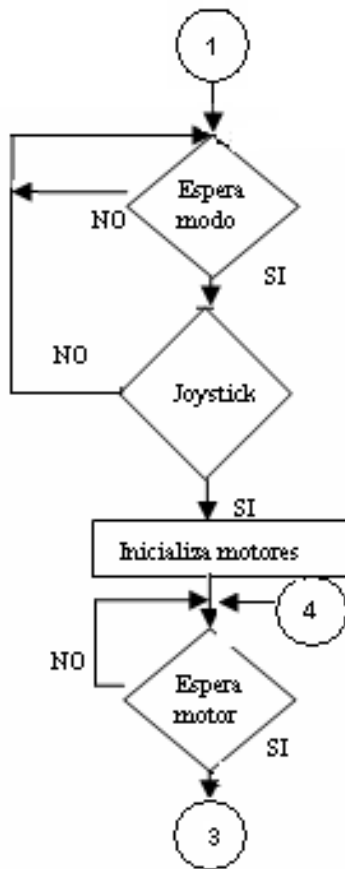 1
Espera
modo
NO
SI
NO
Joystick
SI
Inicializa motores
4
NO
Espera
motor
SI
3